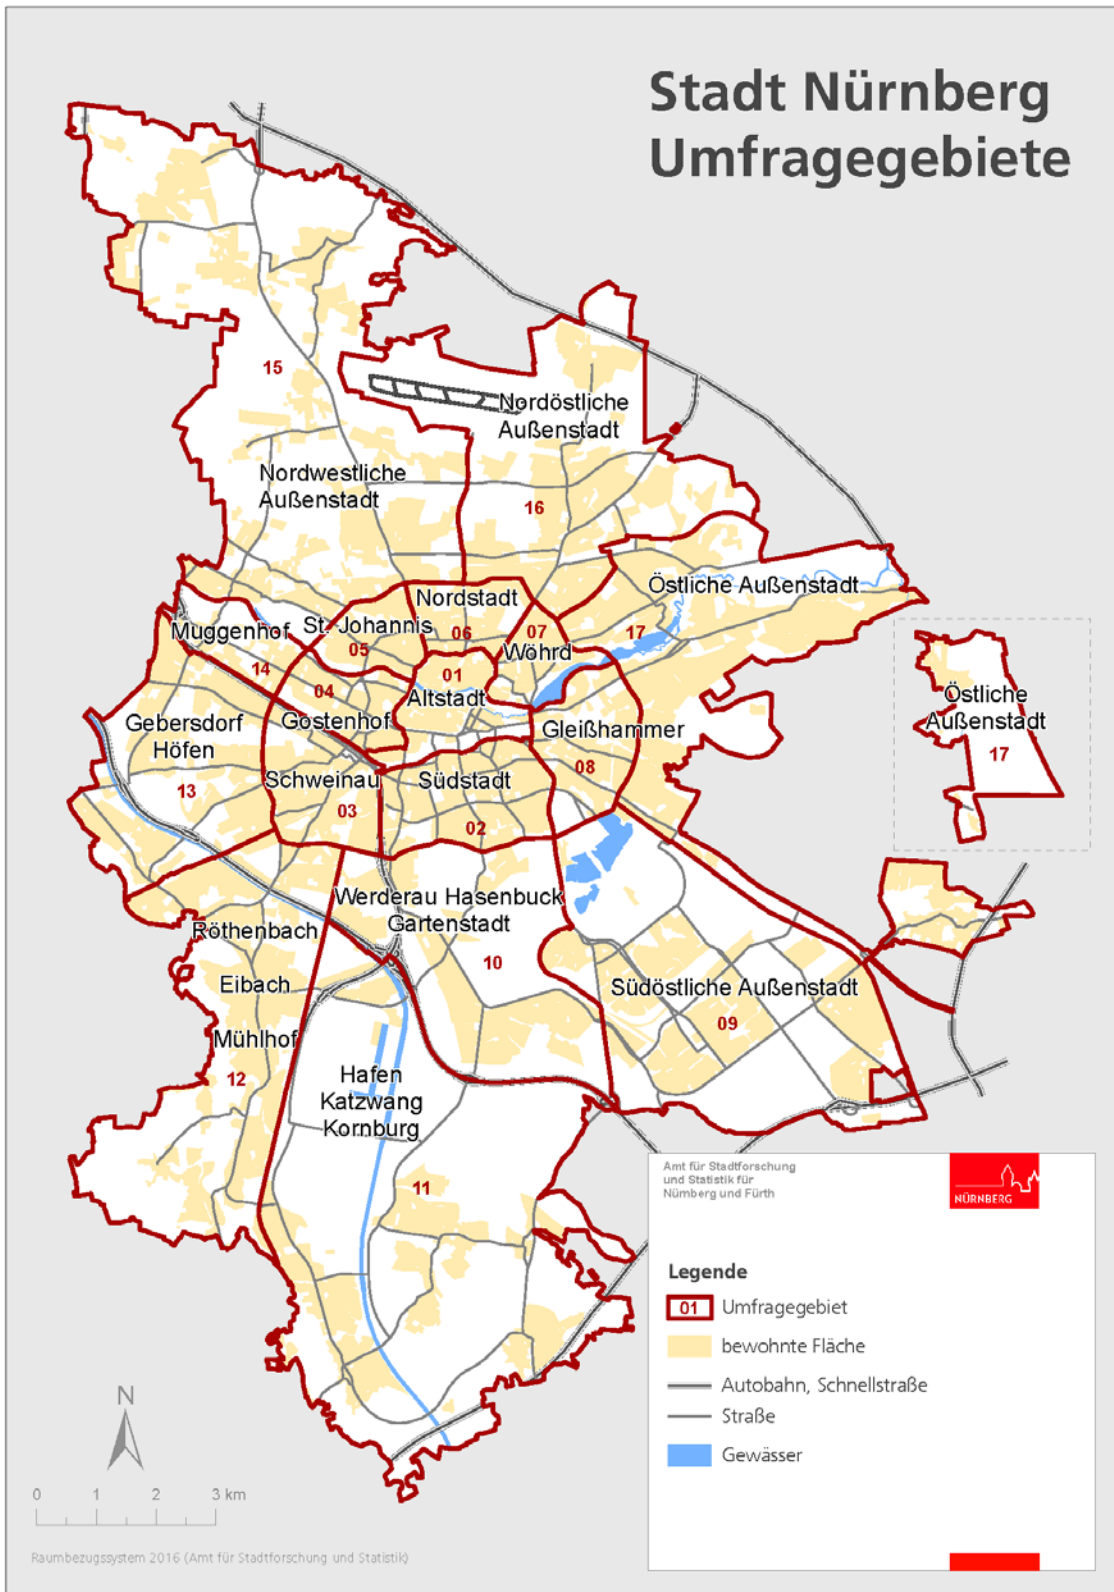 Stadt Nürnberg
Umfragegebiete
15
Nordöstliche
Außenstadt
Nordwestliche
Außenstadt
16
Östliche Außenstadt
Nordstadt
St. Johannis
Muggenhof
06
07
17
05
Wöhrd
14
04
01
Altstadt
Östliche
Außenstadt
17
Gebersdorf
Höfen
Gostenhof
Gleißhammer
13
Schweinau
Südstadt
08
03
02
Werderau Hasenbuck
Gartenstadt
10
Röthenbach
Eibach
Mühlhof
12
Südöstliche Außenstadt
09
Hafen
Katzwang
Kornburg
11
Amt für Stadtforschung
und Statistik für
Nürnberg und Fürth
NÜRNBERG
Legende
01 Umfragegebiet
bewohnte Fläche
Autobahn, Schnellstraße
Straße
Gewässer
N
0 1 2 3 km
Raumbezugssystem 2016 (Amt für Stadtforschung und Statistik)